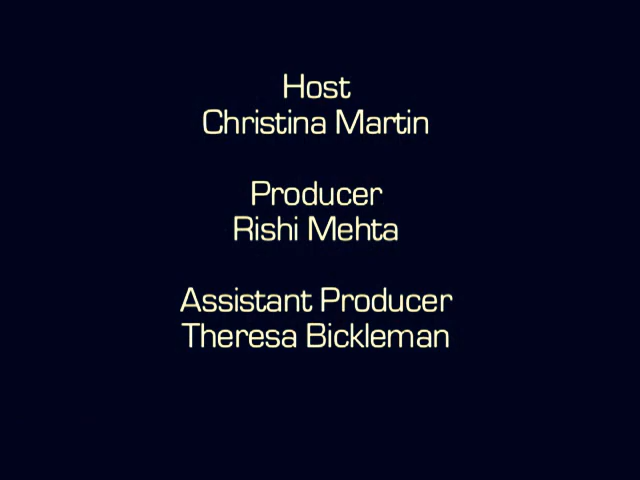 Host
Christina Martin
Producer
Rishi Mehta
Assistant Producer
Theresa Bickleman